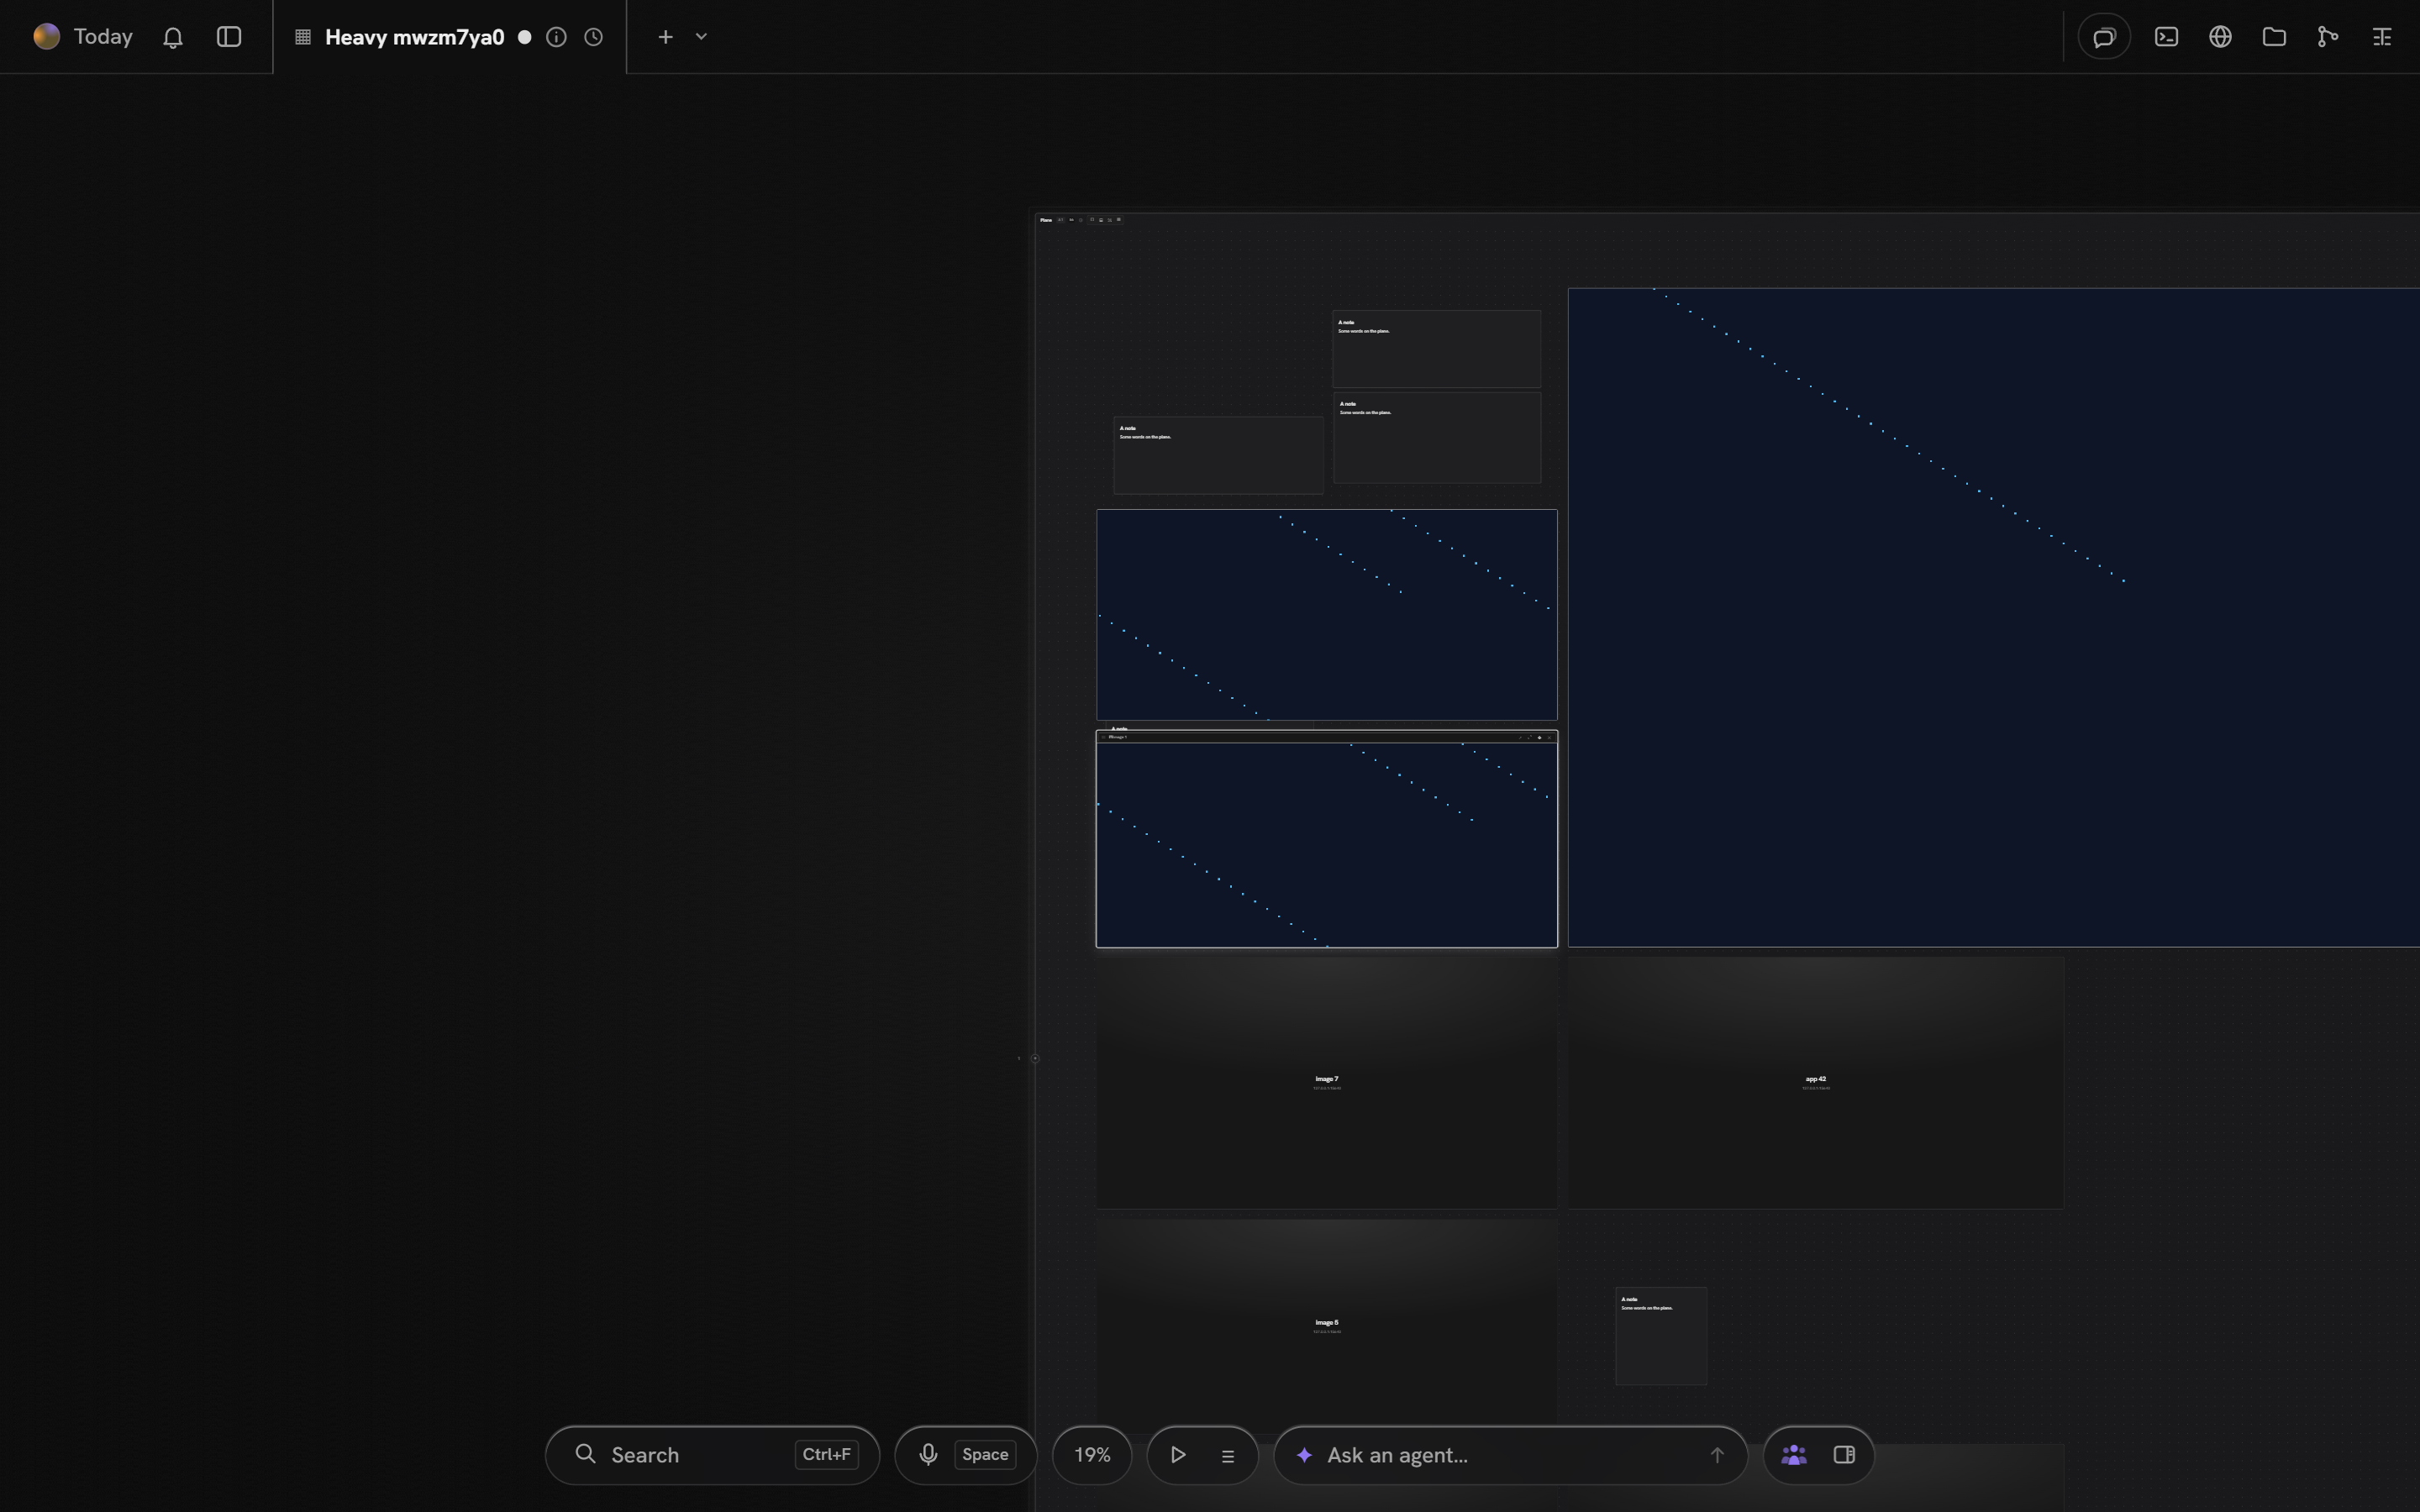 Today
Heavy mwzm7ya0
Plane
A note
Some words on the plane.
A note
Some words on the plane.
A note
Some words on the plane.
A note
image 7
app 42
image 5
A note
Some words on the plane.
Search
Ctrl+F
Space
19%
Ask an agent...